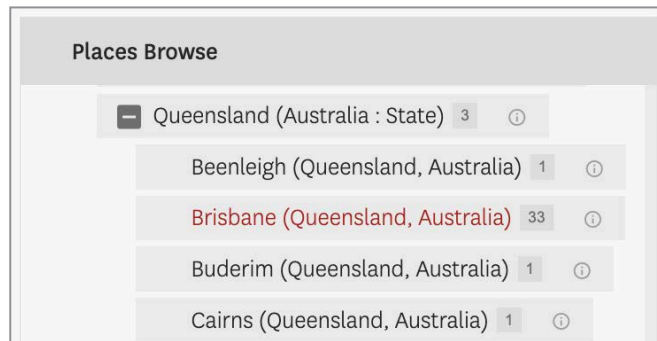 Places Browse
Queensland (Australia : State) 3
Beenleigh (Queensland, Australia) 1
Brisbane (Queensland, Australia) 33
Buderim (Queensland, Australia) 1
Cairns (Queensland, Australia) 1